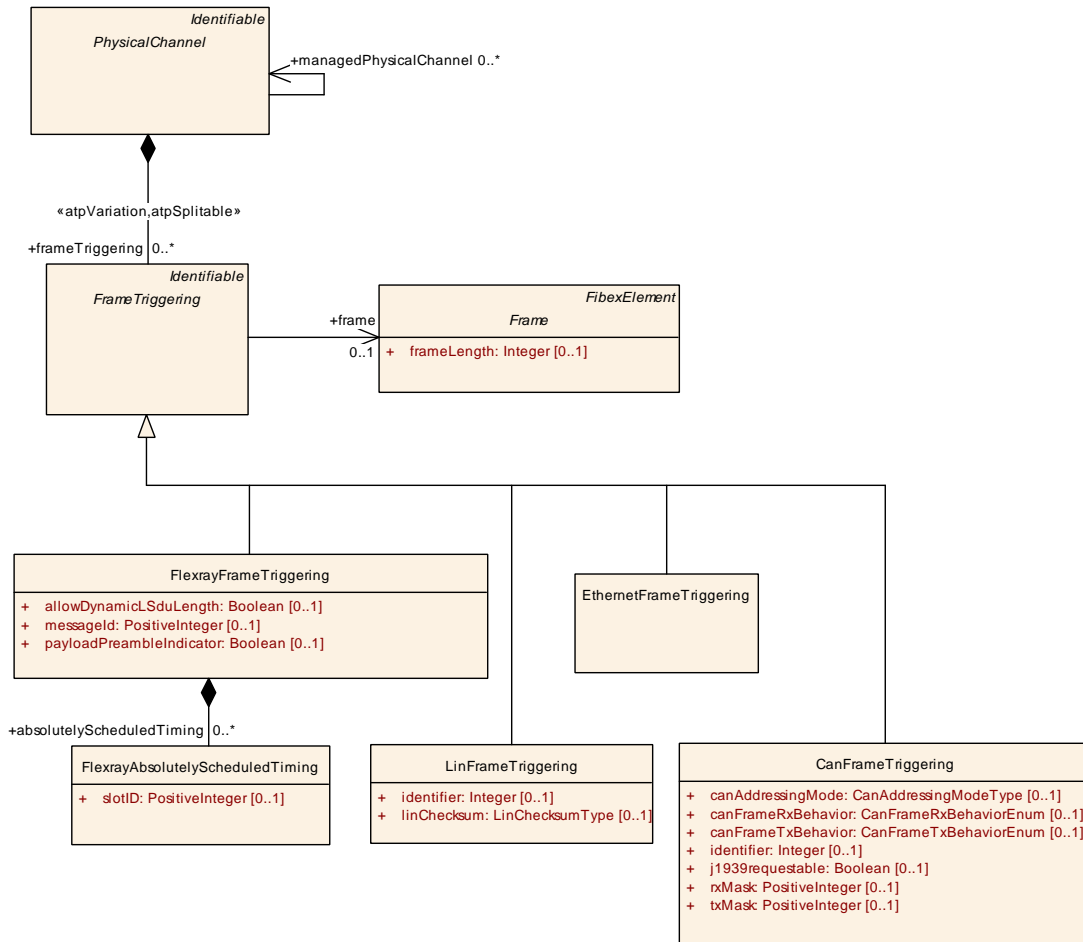 Identifiable
PhysicalChannel
+managedPhysicalChannel 0..*
«atpVariation,atpSplitable»
+frameTriggering 0..*
Identifiable
FrameTriggering
+frame
0..1
FibexElement
Frame
+ frameLength: Integer [0..1]
FlexrayFrameTriggering
+ allowDynamicLSduLength: Boolean [0..1]
+ messageId: PositiveInteger [0..1]
+ payloadPreambleIndicator: Boolean [0..1]
EthernetFrameTriggering
+absolutelyScheduledTiming 0..*
FlexrayAbsolutelyScheduledTiming
+ slotID: PositiveInteger [0..1]
LinFrameTriggering
+ identifier: Integer [0..1]
+ linChecksum: LinChecksumType [0..1]
CanFrameTriggering
+ canAddressingMode: CanAddressingModeType [0..1]
+ canFrameRxBehavior: CanFrameRxBehaviorEnum [0..1]
+ canFrameTxBehavior: CanFrameTxBehaviorEnum [0..1]
+ identifier: Integer [0..1]
+ j1939requestable: Boolean [0..1]
+ rxMask: PositiveInteger [0..1]
+ txMask: PositiveInteger [0..1]